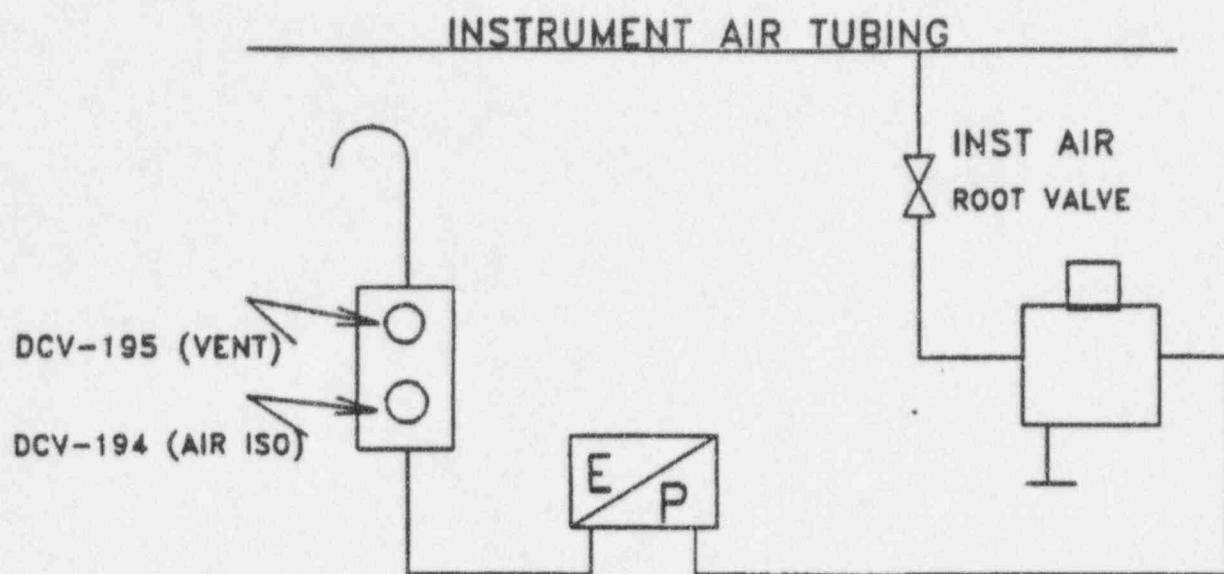 INSTRUMENT AIR TUBING
INST AIR
ROOT VALVE
DCV-195 (VENT)
DCV-194 (AIR ISO)
E
P